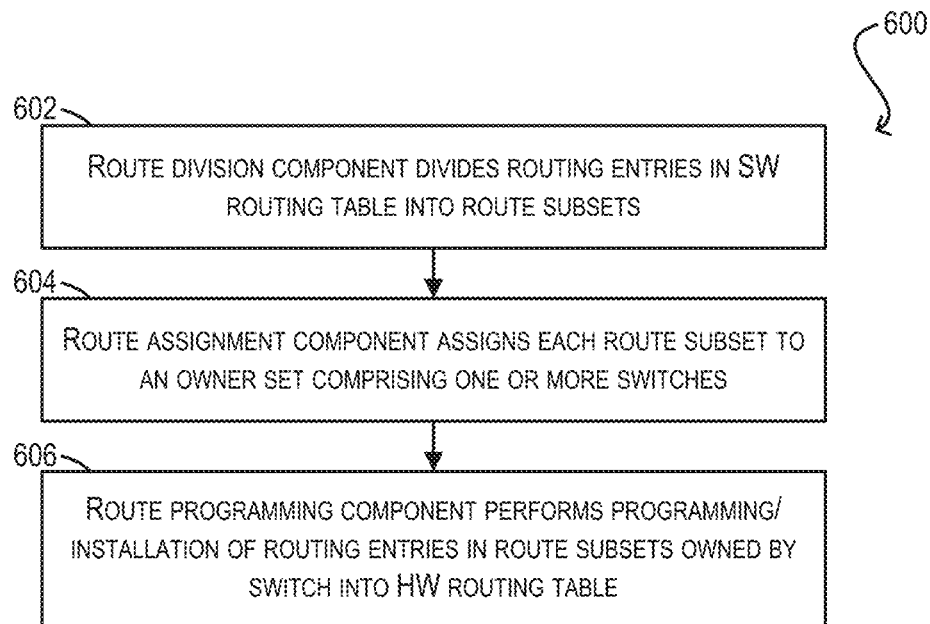 600
602
ROUTE DIVISION COMPONENT DIVIDES ROUTING ENTRIES IN SW
ROUTING TABLE INTO ROUTE SUBSETS
604
ROUTE ASSIGNMENT COMPONENT ASSIGNS EACH ROUTE SUBSET TO
AN OWNER SET COMPRISING ONE OR MORE SWITCHES
606
ROUTE PROGRAMMING COMPONENT PERFORMS PROGRAMMING/
INSTALLATION OF ROUTING ENTRIES IN ROUTE SUBSETS OWNED BY
SWITCH INTO HW ROUTING TABLE